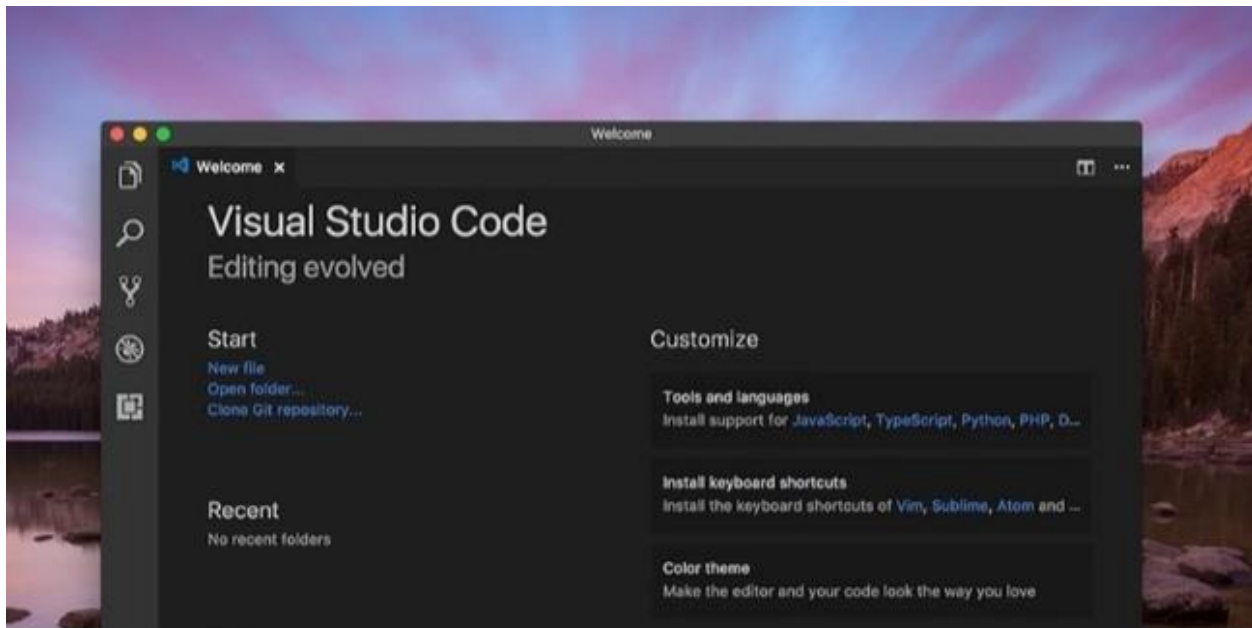 Welcome
Welcome
Visual Studio Code
Editing evolved
Start
New file
Open folder...
Clone Git repository...
Recent
No recent folders
Customize
Tools and languages
Install support for JavaScript, TypeScript, Python, PHP, D...
Install keyboard shortcuts
Install the keyboard shortcuts of Vim, Sublime, Atom and ...
Color theme
Make the editor and your code look the way you love